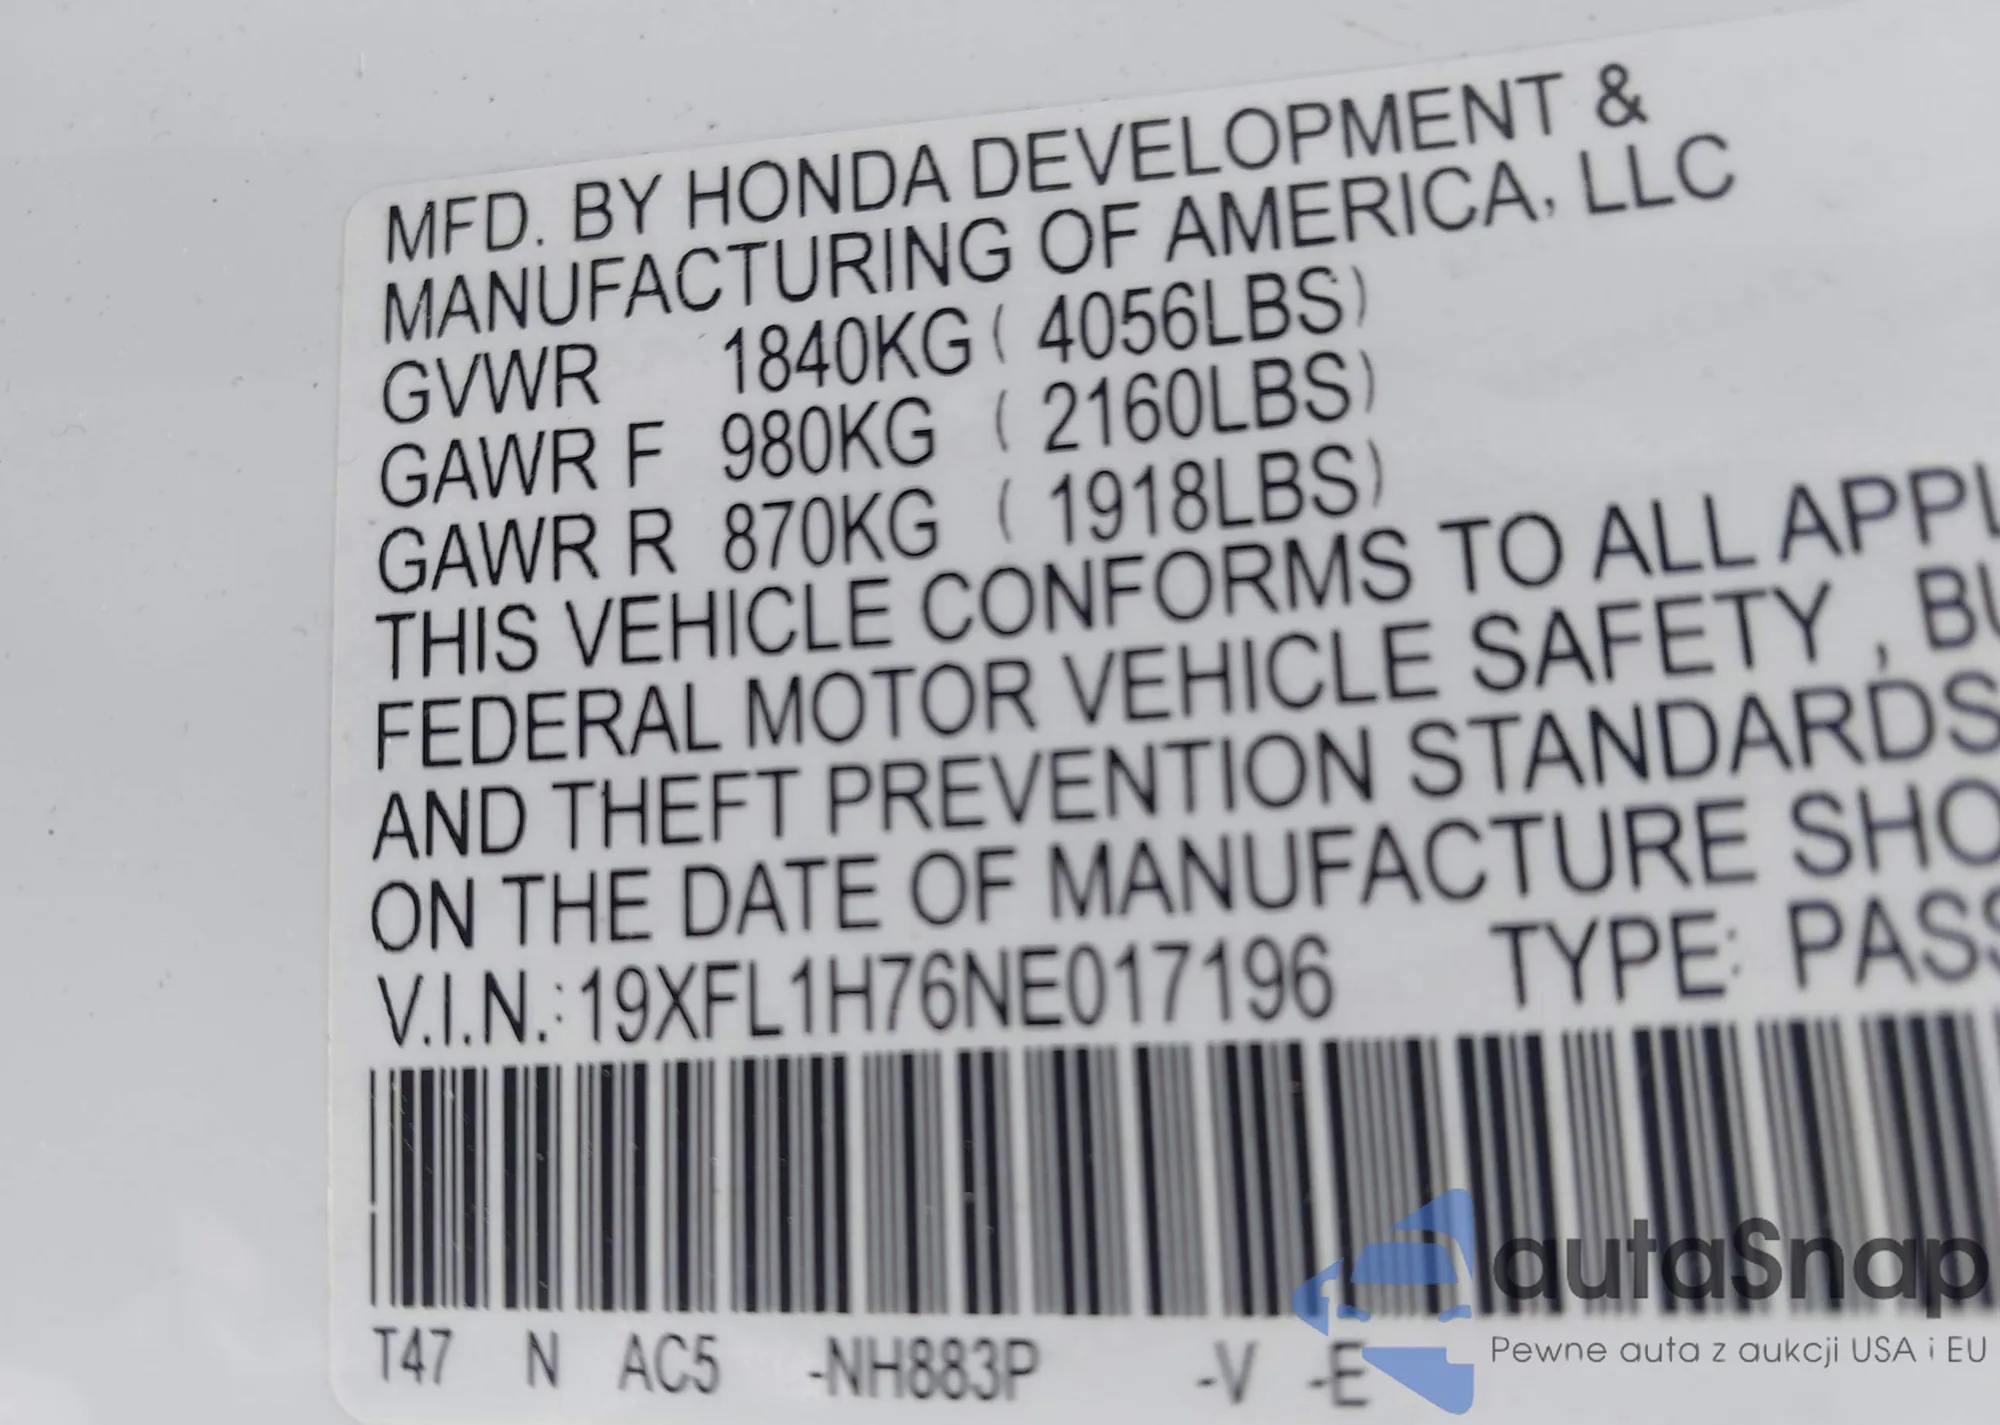 MFD. BY HONDA DEVELOPMENT &
MANUFACTURING OF AMERICA, LLC
GVWR 1840KG ( 4056LBS)
GAWR F 980KG ( 2160LBS)
GAWR R 870KG ( 1918LBS)
THIS VEHICLE CONFORMS TO ALL APPL
FEDERAL MOTOR VEHICLE SAFETY , BU
AND THEFT PREVENTION STANDARDS
ON THE DATE OF MANUFACTURE SHO
V.I.N.: 19XFL1H76NE017196 TYPE: PASS
T47 N AC5 -NH883P -V -E
autaSnap
Pewne auta z aukcji USA i EU